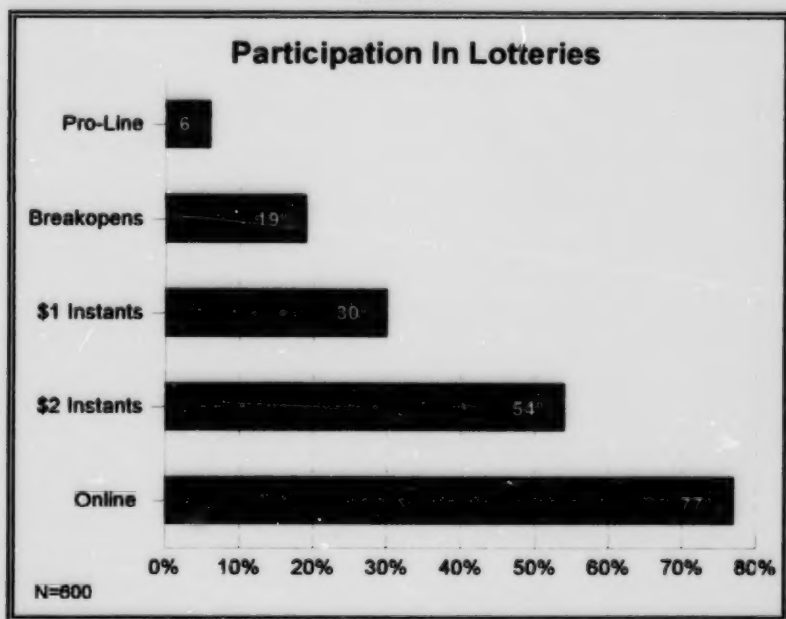 Participation In Lotteries
Pro-Line 6
Breakopens 19
$1 Instants 30
$2 Instants 54
Online 77
0% 10% 20% 30% 40% 50% 60% 70% 80%
N=600